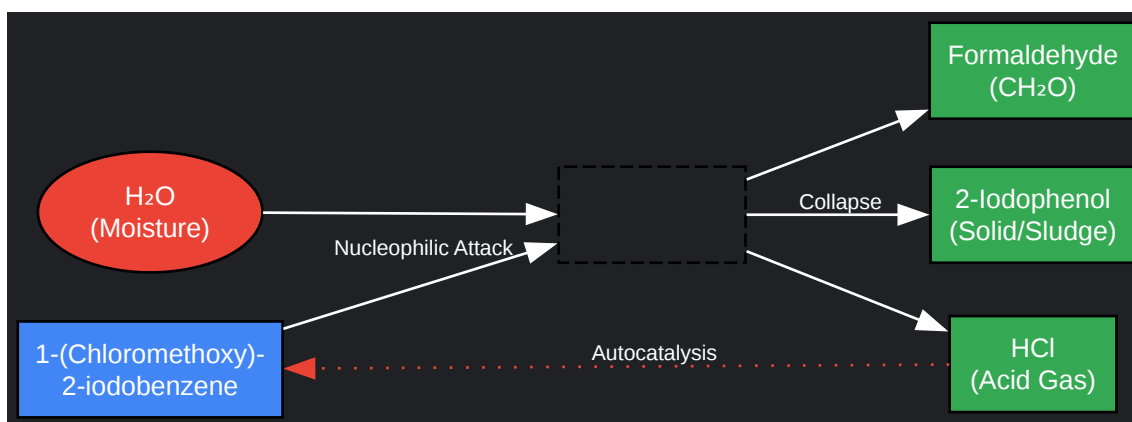 Formaldehyde
(CH₂O)
H₂O
(Moisture)
Collapse
2-Iodophenol
(Solid/Sludge)
Nucleophilic Attack
1-(Chloromethoxy)-
2-iodobenzene
Autocatalysis
HCl
(Acid Gas)